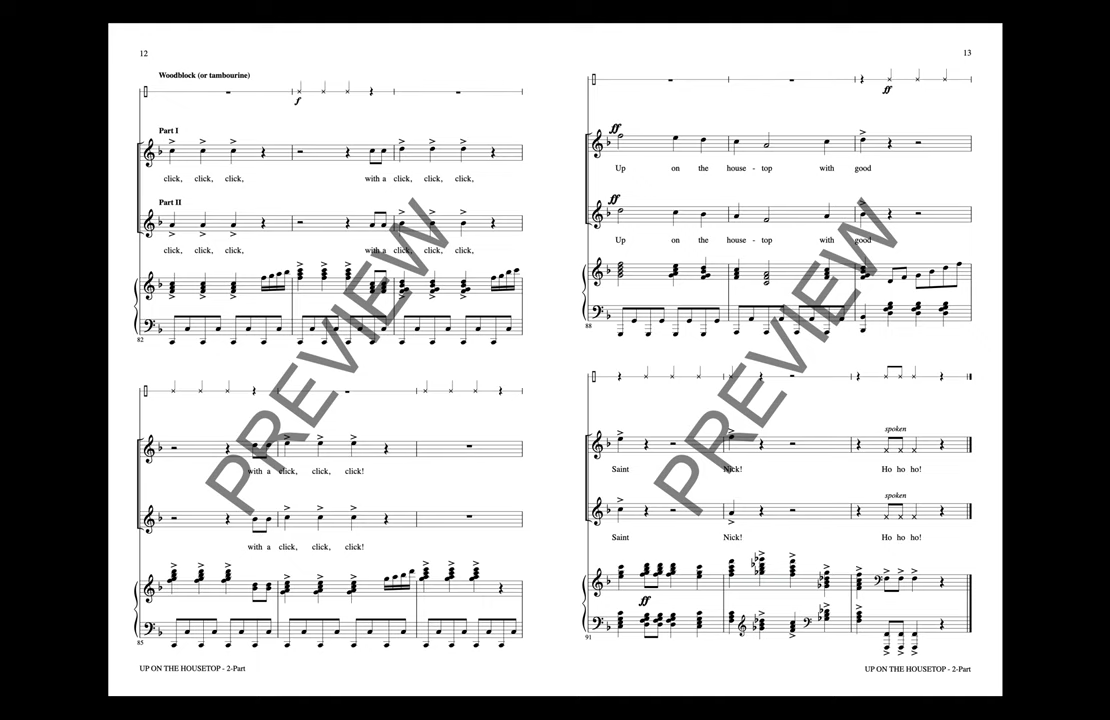 12
Woodblock (or tambourine)
f
Part I
click, click, click, with a click, click, click,
Part II
click, click, click, with a click, click, click,
82
with a click, click, click!
with a click, click, click!
85
UP ON THE HOUSETOP - 2-Part
PREVIEW
13
ff
ff
Up on the house - top with good
ff
Up on the house - top with good
88
spoken
Saint Nick! Ho ho ho!
spoken
Saint Nick! Ho ho ho!
ff
91
UP ON THE HOUSETOP - 2-Part
PREVIEW